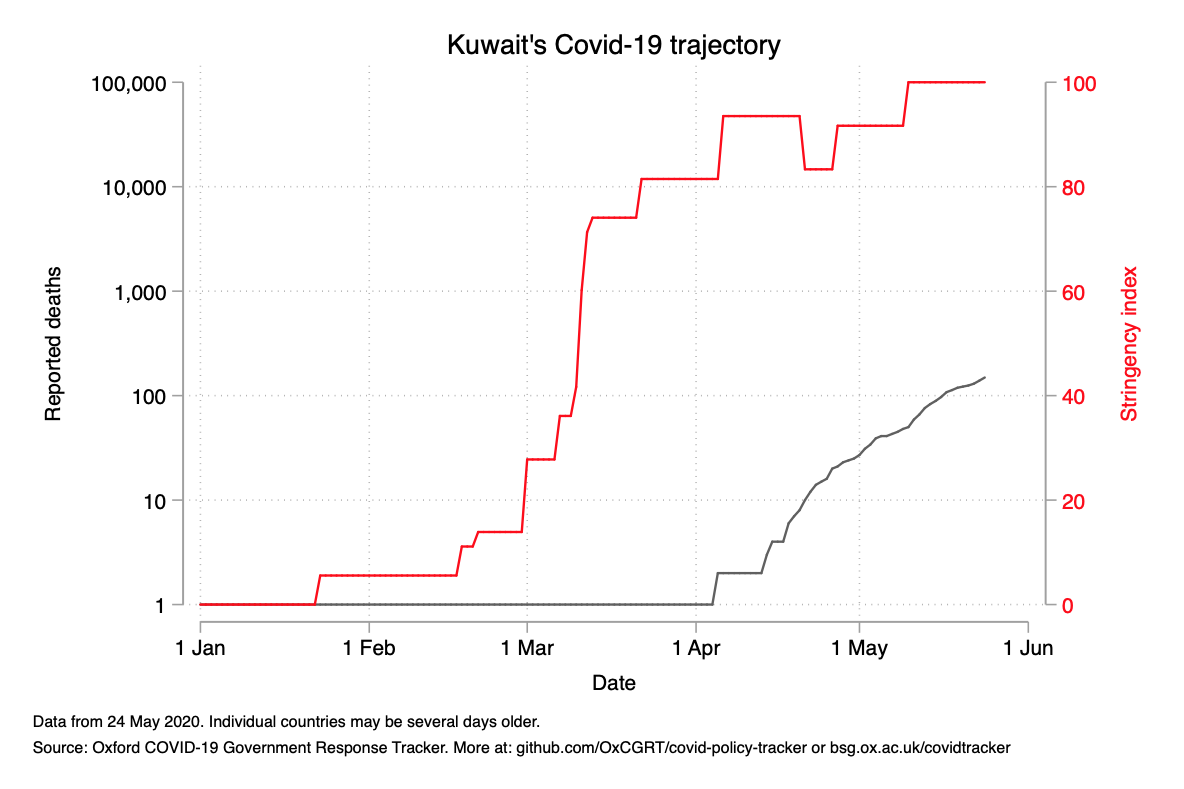 Kuwait's Covid-19 trajectory
100,000
10,000
1,000
100
10
1
Reported deaths
100
80
60
40
20
0
Stringency index
1 Jan 1 Feb 1 Mar 1 Apr 1 May 1 Jun
Date
Data from 24 May 2020. Individual countries may be several days older.
Source: Oxford COVID-19 Government Response Tracker. More at: github.com/OxCGRT/covid-policy-tracker or bsg.ox.ac.uk/covidtracker